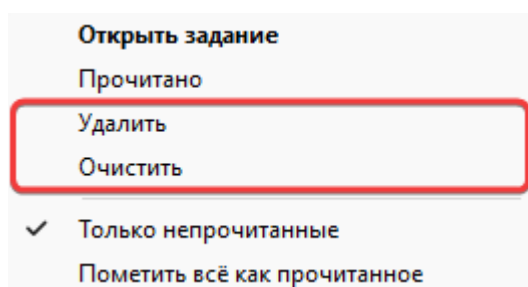 Открыть задание
Прочитано
Удалить
Очистить
Только непрочитанные
Пометить всё как прочитанное